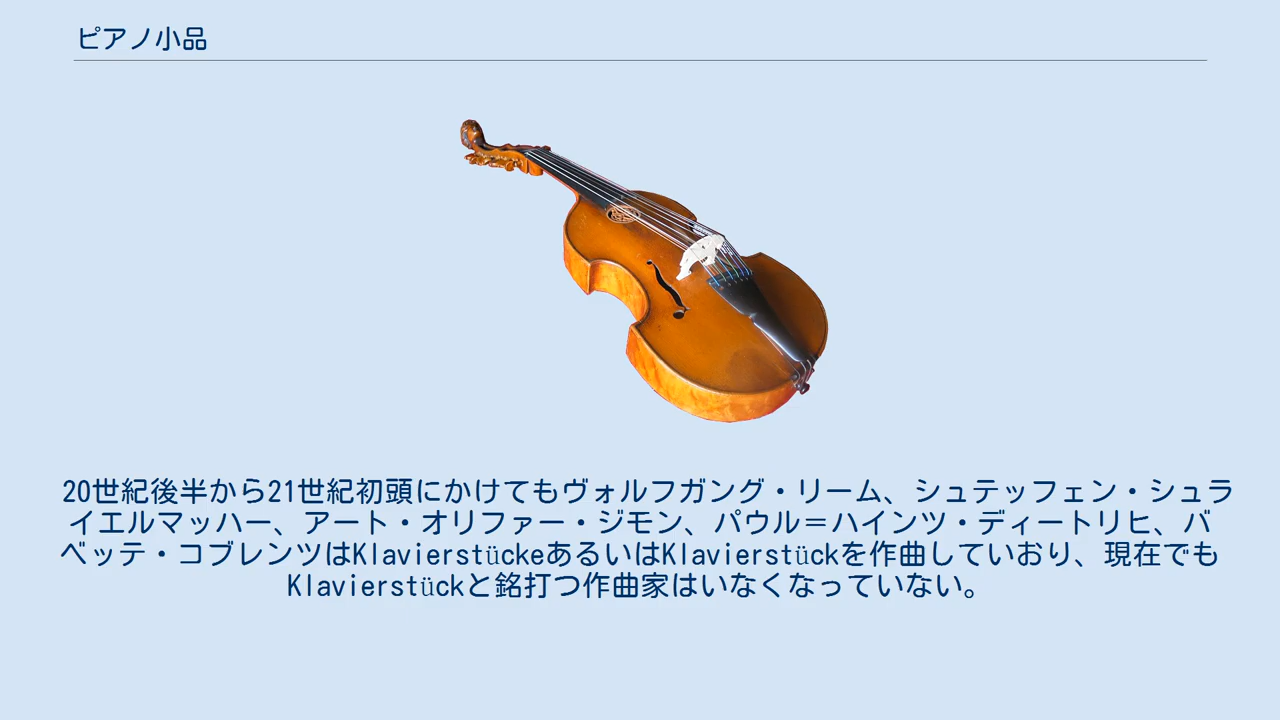 ピアノ小品
20世紀後半から21世紀初頭にかけてもヴォルフガング・リーム、シュテッフェン・シュラ
イエルマッハー、アート・オリファー・ジモン、パウル＝ハインツ・ディートリヒ、バ
ベッテ・コブレンツはKlavierstückeあるいはKlavierstückを作曲していおり、現在でも
Klavierstückと銘打つ作曲家はいなくなっていない。